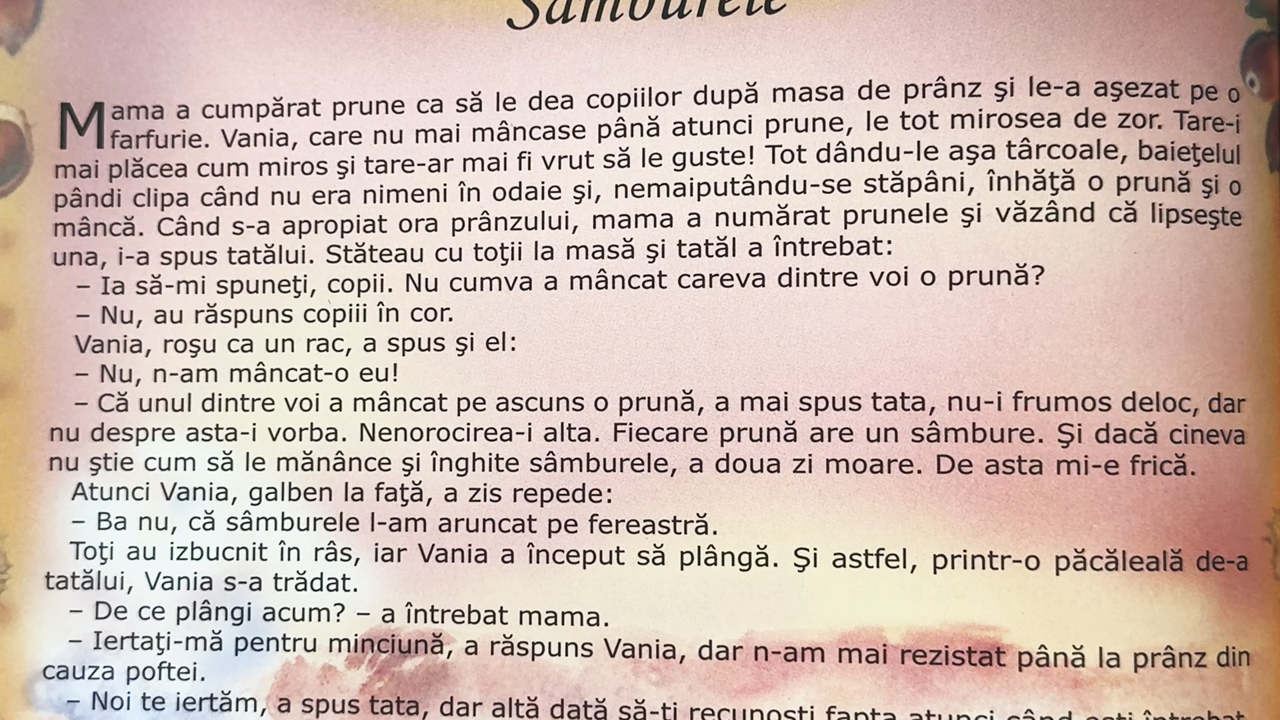 Sâmburele
Mama a cumpărat prune ca să le dea copiilor după masa de prânz şi le-a aşezat pe o
farfurie. Vania, care nu mai mâncase până atunci prune, le tot mirosea de zor. Tare-i
mai plăcea cum miros şi tare-ar mai fi vrut să le guste! Tot dându-le aşa târcoale, baieţelul
pândi clipa când nu era nimeni în odaie şi, nemaiputându-se stăpâni, înhăţă o prună şi o
mâncă. Când s-a apropiat ora prânzului, mama a numărat prunele şi văzând că lipseşte
una, i-a spus tatălui. Stăteau cu toţii la masă şi tatăl a întrebat:
– Ia să-mi spuneţi, copii. Nu cumva a mâncat careva dintre voi o prună?
– Nu, au răspuns copiii în cor.
Vania, roşu ca un rac, a spus şi el:
– Nu, n-am mâncat-o eu!
– Că unul dintre voi a mâncat pe ascuns o prună, a mai spus tata, nu-i frumos deloc, dar
nu despre asta-i vorba. Nenorocirea-i alta. Fiecare prună are un sâmbure. Şi dacă cineva
nu ştie cum să le mănânce şi înghite sâmburele, a doua zi moare. De asta mi-e frică.
Atunci Vania, galben la faţă, a zis repede:
– Ba nu, că sâmburele l-am aruncat pe fereastră.
Toţi au izbucnit în râs, iar Vania a început să plângă. Şi astfel, printr-o păcăleală de-a
tatălui, Vania s-a trădat.
– De ce plângi acum? – a întrebat mama.
– Iertaţi-mă pentru minciună, a răspuns Vania, dar n-am mai rezistat până la prânz din
cauza poftei.
– Noi te iertăm, a spus tata, dar altă dată să-ţi recunoşti fapta atunci când eşti întrebat